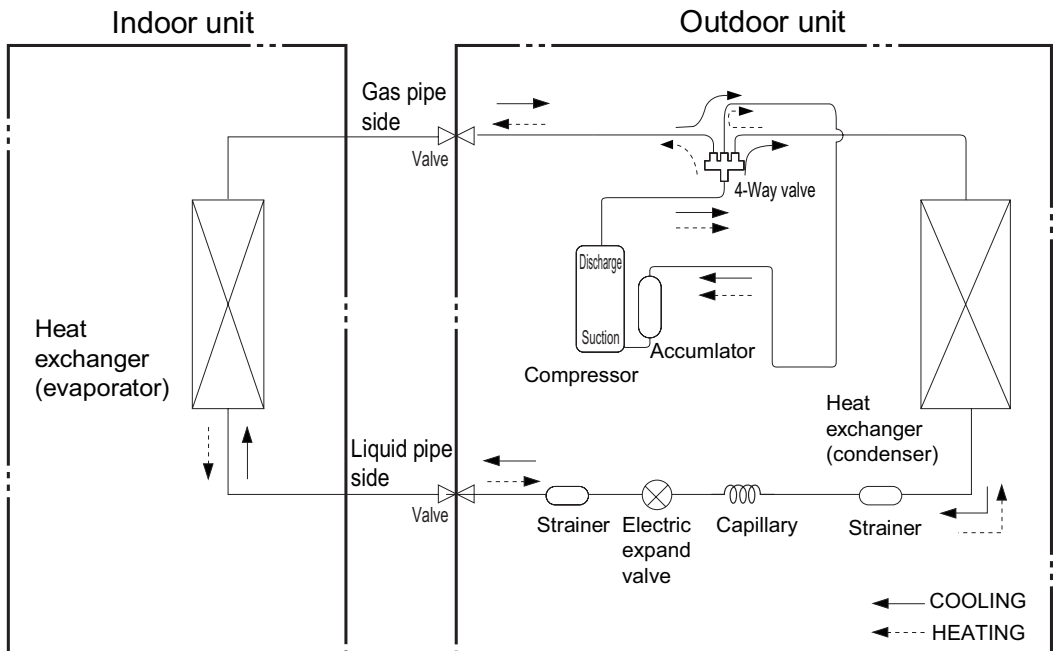 Indoor unit
Outdoor unit
Gas pipe
side
Valve
4-Way valve
Discharge
Suction
Compressor
Accumlator
Heat
exchanger
(evaporator)
Heat
exchanger
(condenser)
Liquid pipe
side
Valve
Strainer
Electric
expand
valve
Capillary
Strainer
COOLING
HEATING